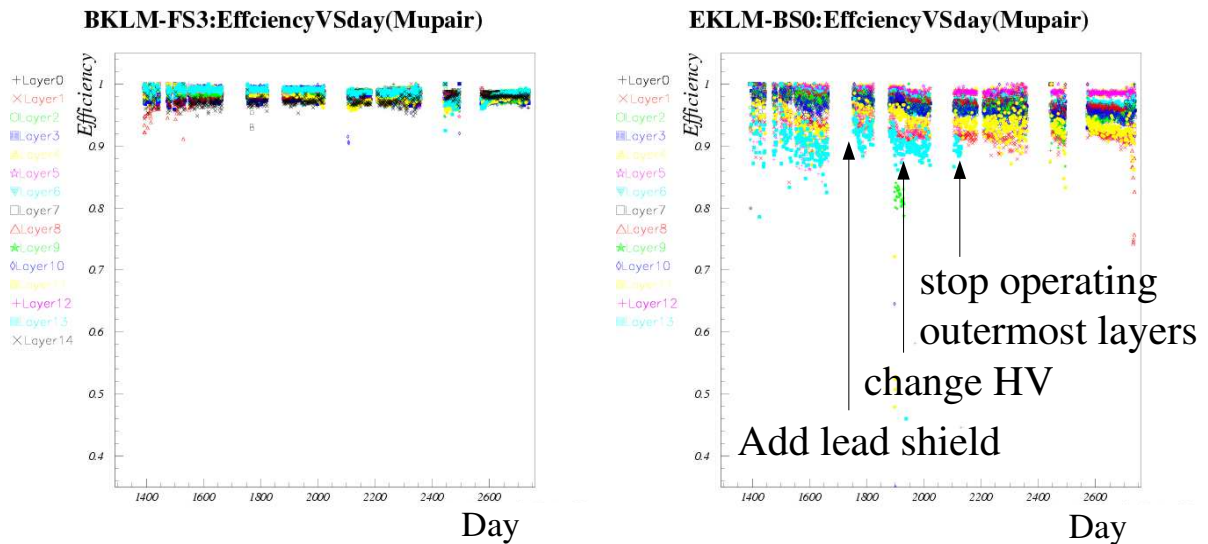 BKLM-FS3:EffciencyVSday(Mupair)
Efficiency
+Layer0
×Layer1
Layer2
Layer3
Layer5
Layer6
□Layer7
△Layer8
Layer9
◊Layer10
+Layer12
Layer13
×Layer14
1
0.9
0.8
0.7
0.6
0.5
0.4
1400 1600 1800 2000 2200 2400 2600
Day
EKLM-BS0:EffciencyVSday(Mupair)
Efficiency
+Layer0
×Layer1
Layer2
Layer3
Layer5
Layer6
□Layer7
△Layer8
Layer9
◊Layer10
+Layer12
Layer13
1
0.9
0.8
0.7
0.6
0.5
0.4
stop operating
outermost layers
change HV
Add lead shield
1400 1600 1800 2000 2200 2400 2600
Day